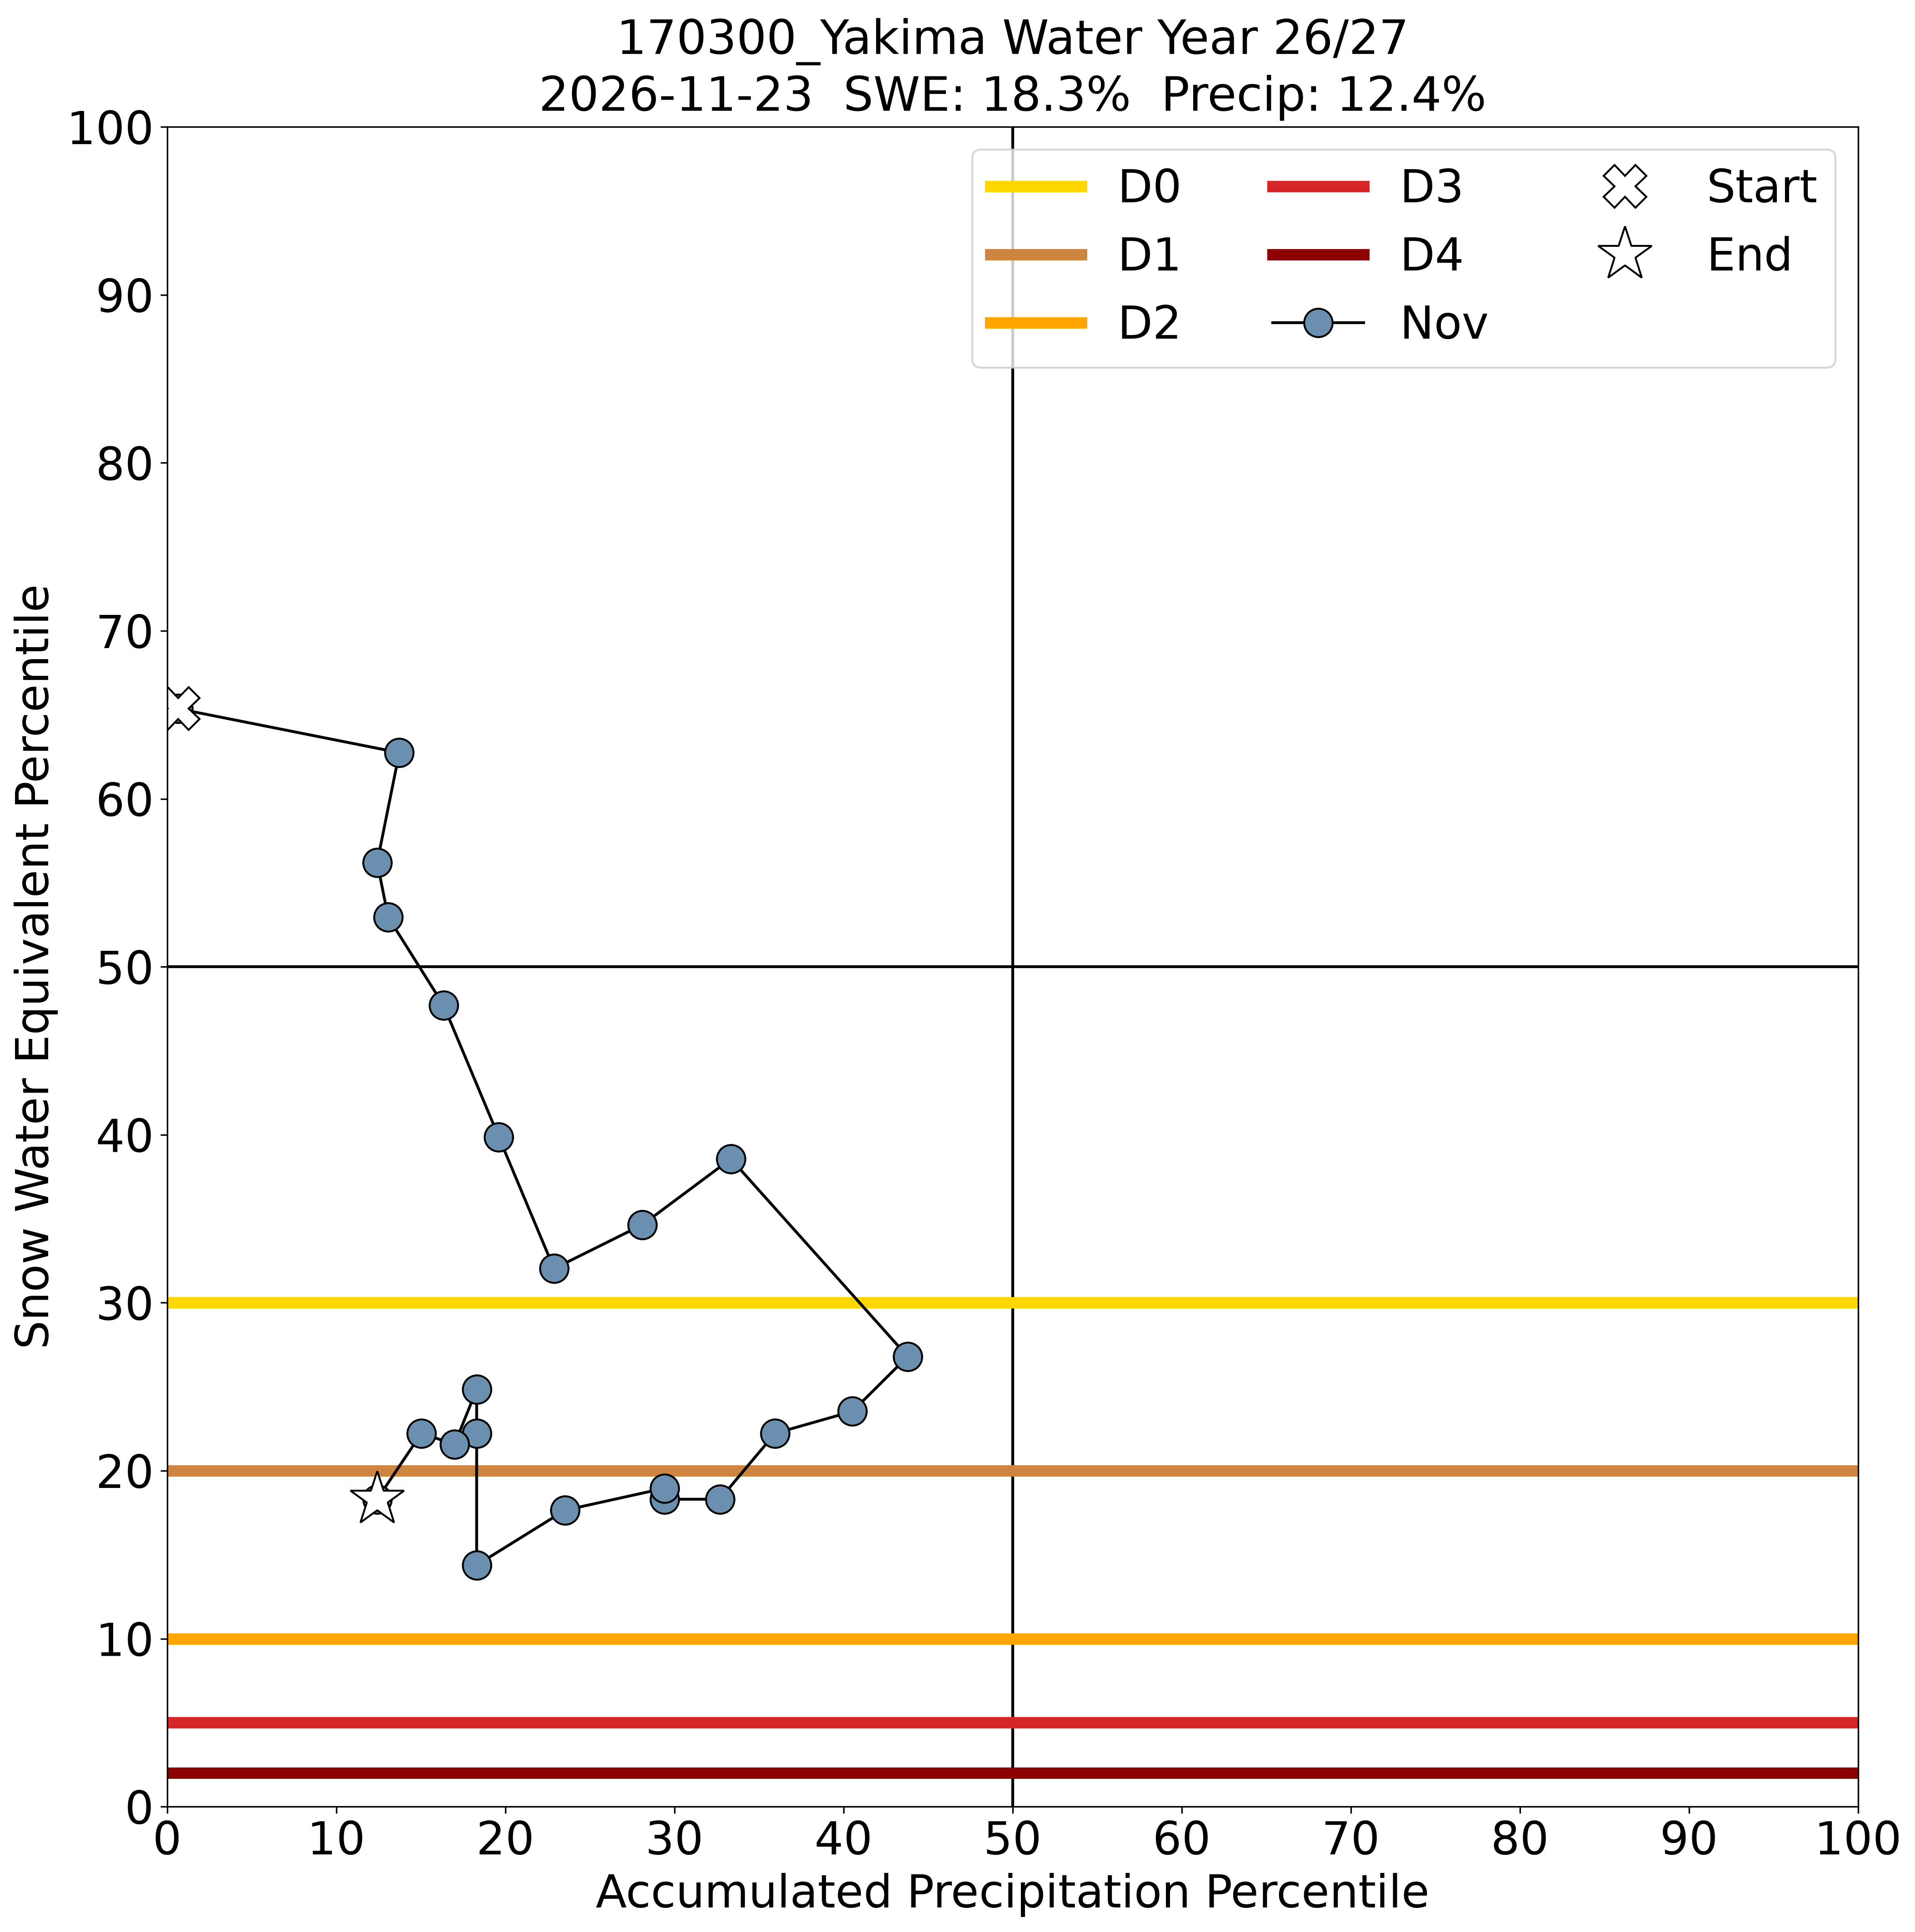 170300_Yakima Water Year 26/27
2026-11-23 SWE: 18.3% Precip: 12.4%
100
90
80
70
60
50
40
30
20
10
0
Snow Water Equivalent Percentile
D0
D1
D2
D3
D4
Nov
Start
End
0 10 20 30 40 50 60 70 80 90 100
Accumulated Precipitation Percentile